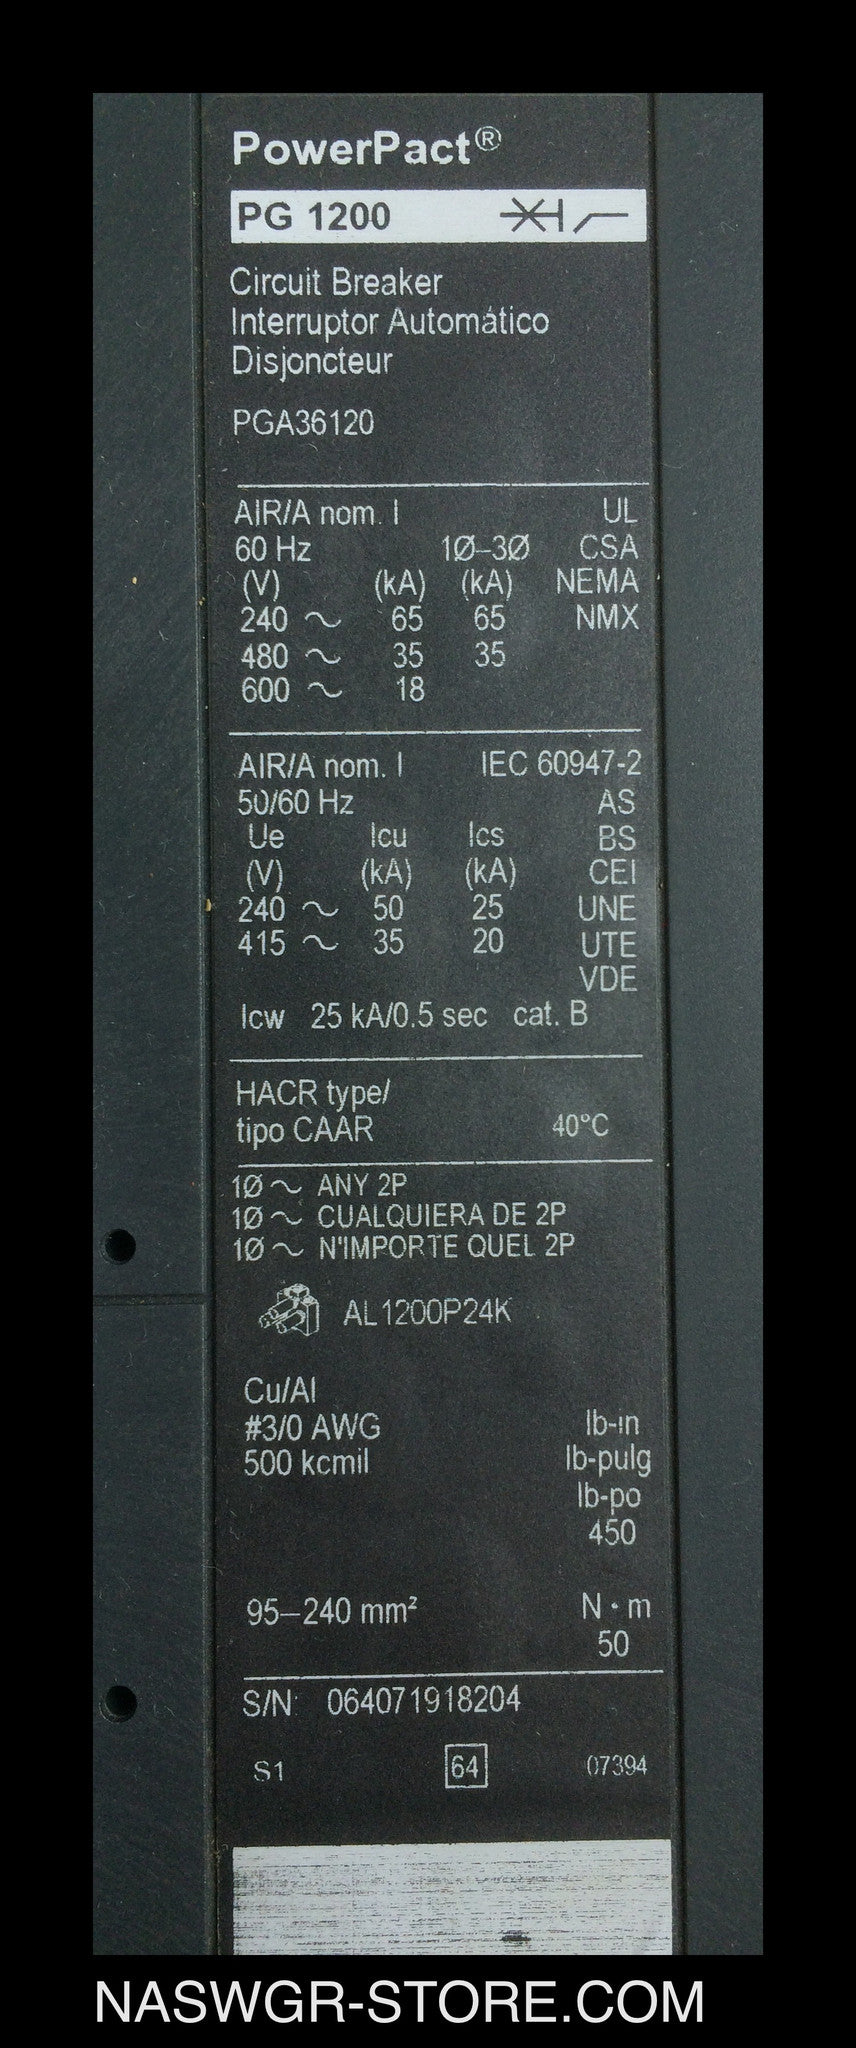 PowerPact®
PG 1200
Circuit Breaker
Interruptor Automático
Disjoncteur
PGA36120
AIR/A nom. I UL
60 Hz 1Ø–3Ø CSA
(V) (kA) (kA) NEMA
240 ~ 65 65 NMX
480 ~ 35 35
600 ~ 18
AIR/A nom. I IEC 60947-2
50/60 Hz AS
Ue Icu Ics BS
(V) (kA) (kA) CEI
240 ~ 50 25 UNE
415 ~ 35 20 UTE
VDE
Icw 25 kA/0.5 sec cat. B
HACR type/
tipo CAAR 40°C
1Ø ~ ANY 2P
1Ø ~ CUALQUIERA DE 2P
1Ø ~ N'IMPORTE QUEL 2P
AL1200P24K
Cu/Al
#3/0 AWG lb-in
500 kcmil lb-pulg
lb-po
450
95–240 mm² N · m
50
S/N: 064071918204
S1 64 07394
NASWGR-STORE.COM